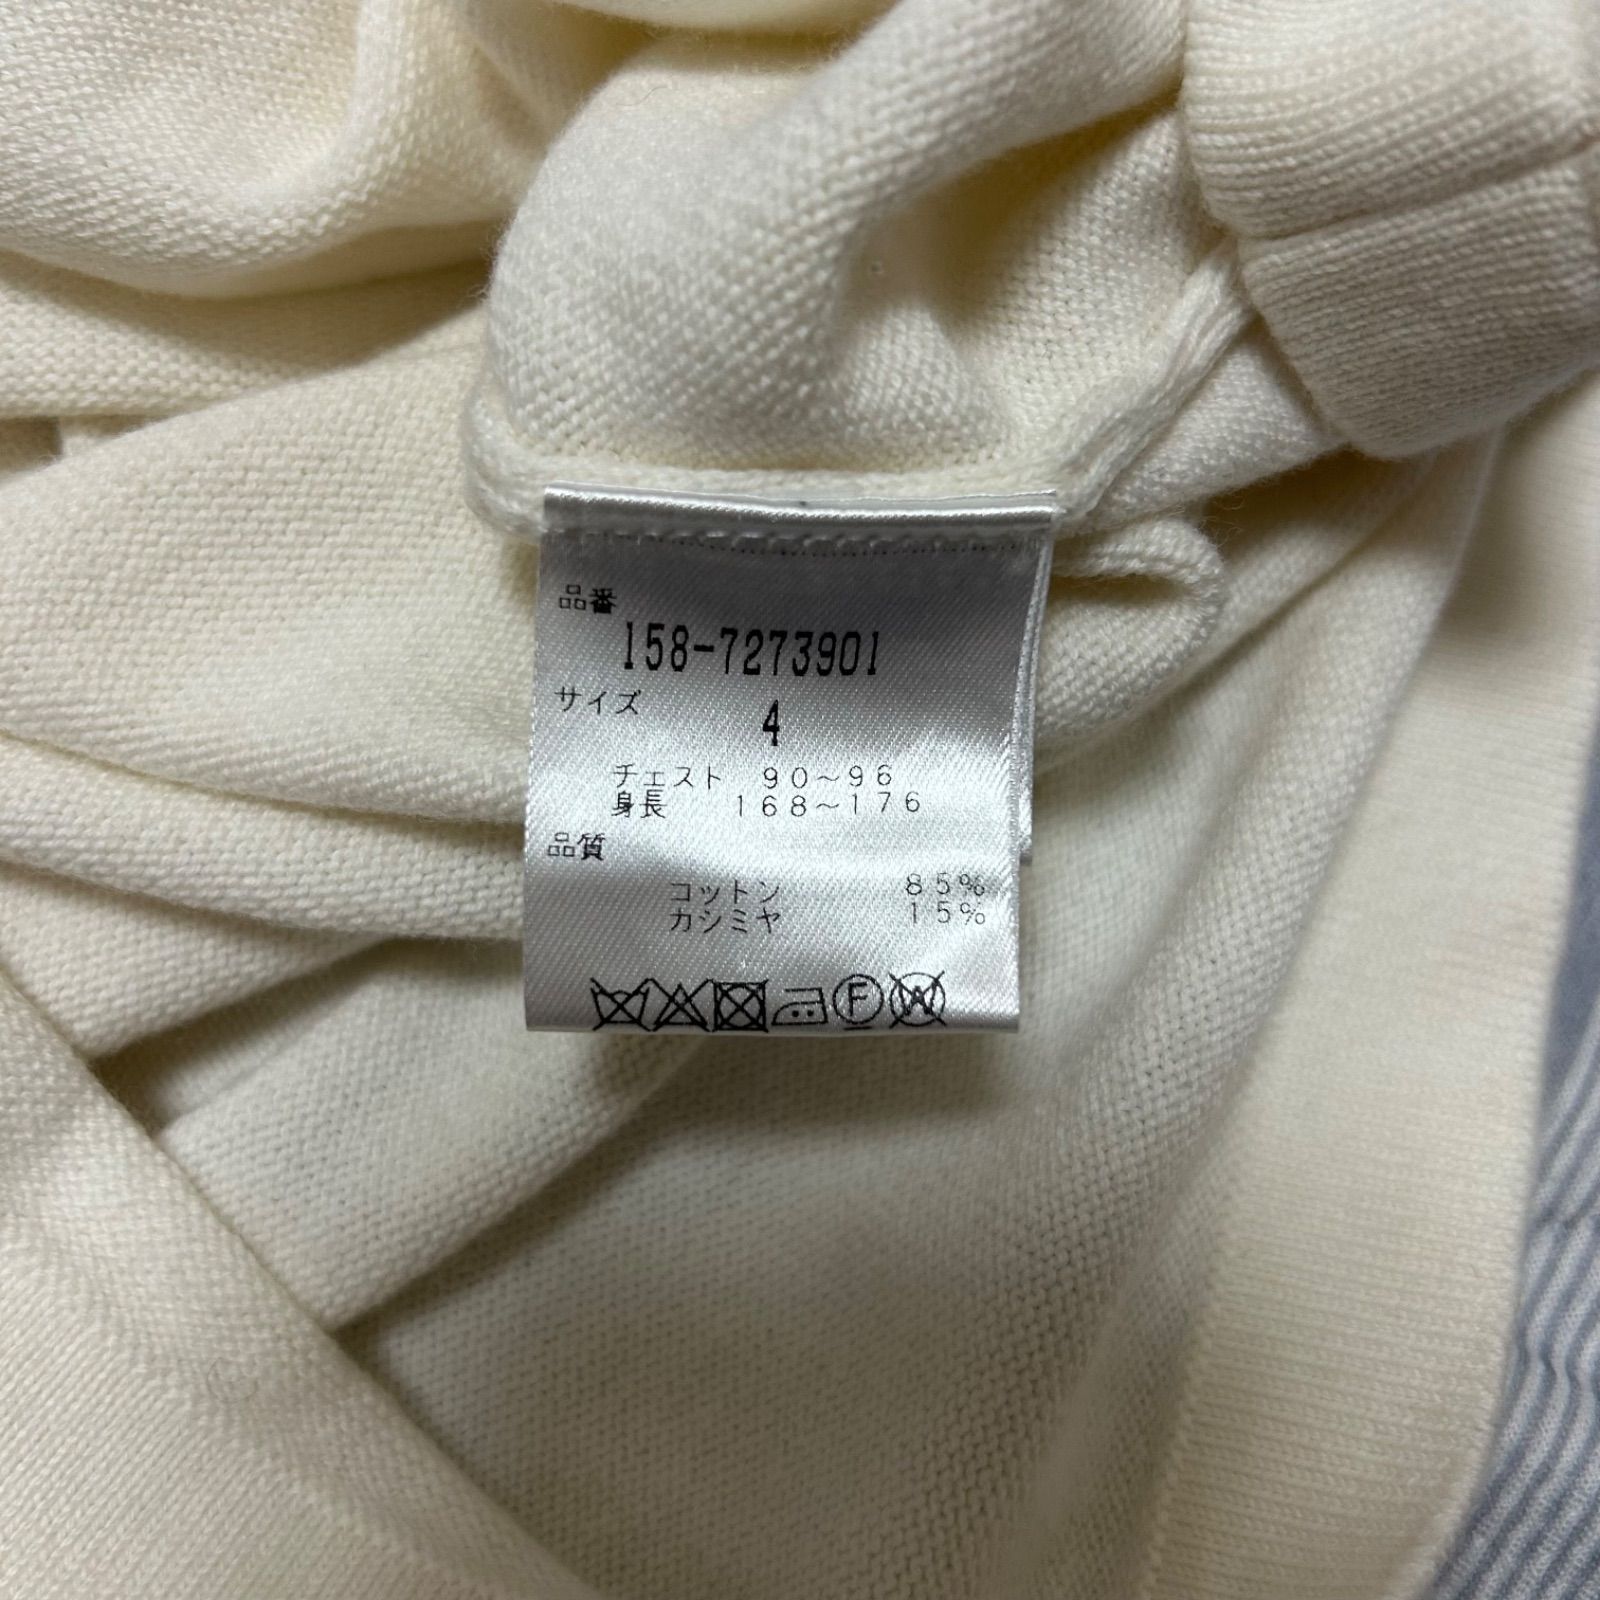 品番
158-7273901
サイズ
4
チェスト 90~96
身長 168~176
品質
コットン 85%
カシミヤ 15%
F W